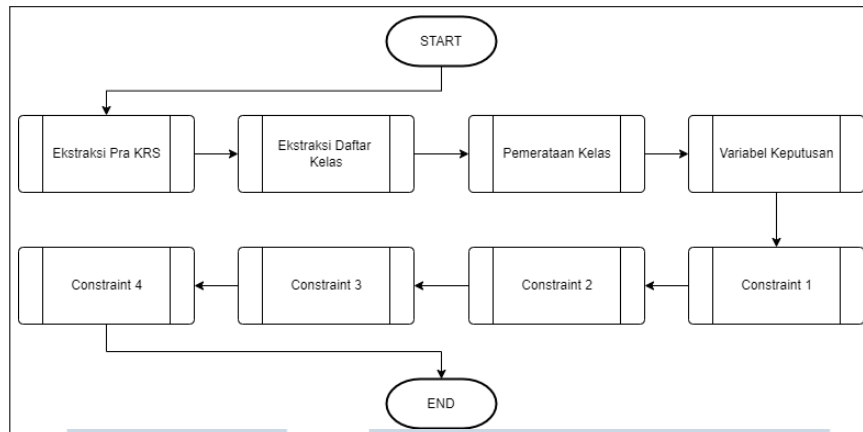 START
Ekstraksi Pra KRS
Ekstraksi Daftar
Kelas
Pemerataan Kelas
Variabel Keputusan
Constraint 4
Constraint 3
Constraint 2
Constraint 1
END